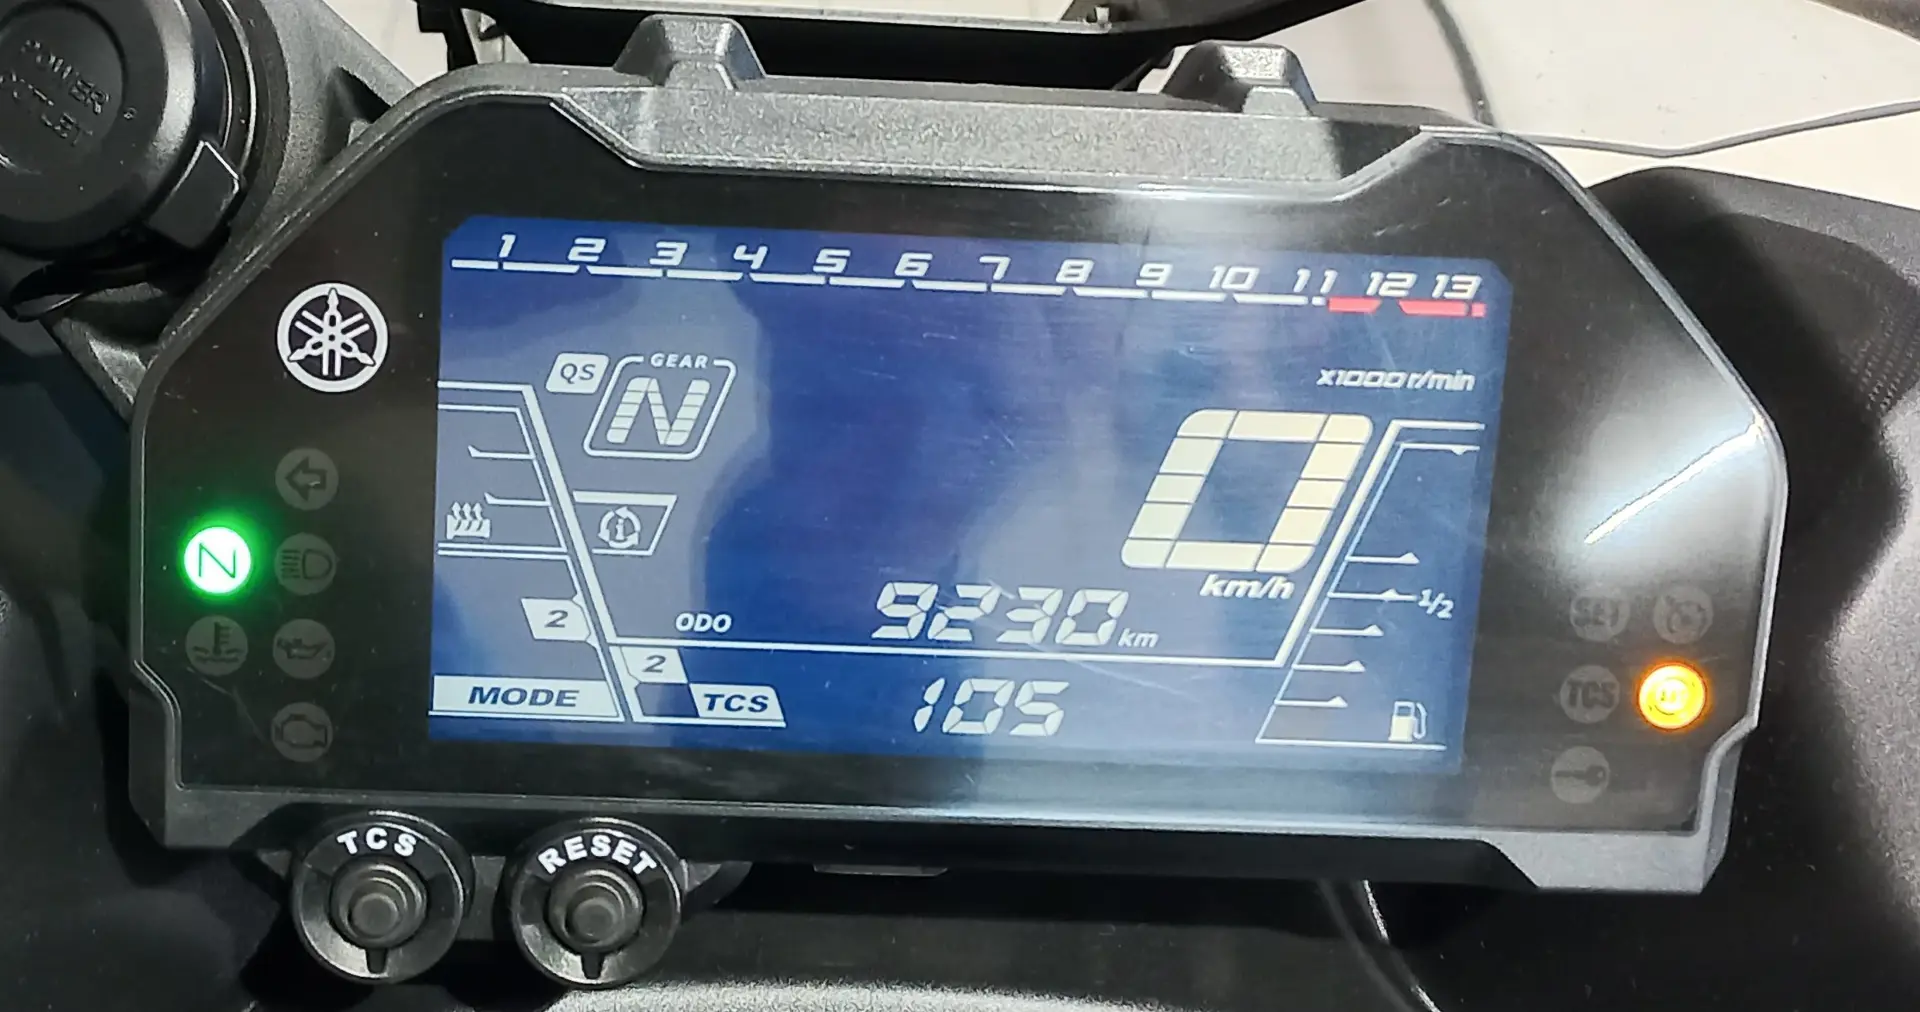 POWER
OUTLET
1 2 3 4 5 6 7 8 9 10 11 12 13
x1000 r/min
QS
GEAR
N
0
km/h
N
1/2
ODO 9230 km
2
2
MODE
TCS
105
SET
TCS
TCS
RESET